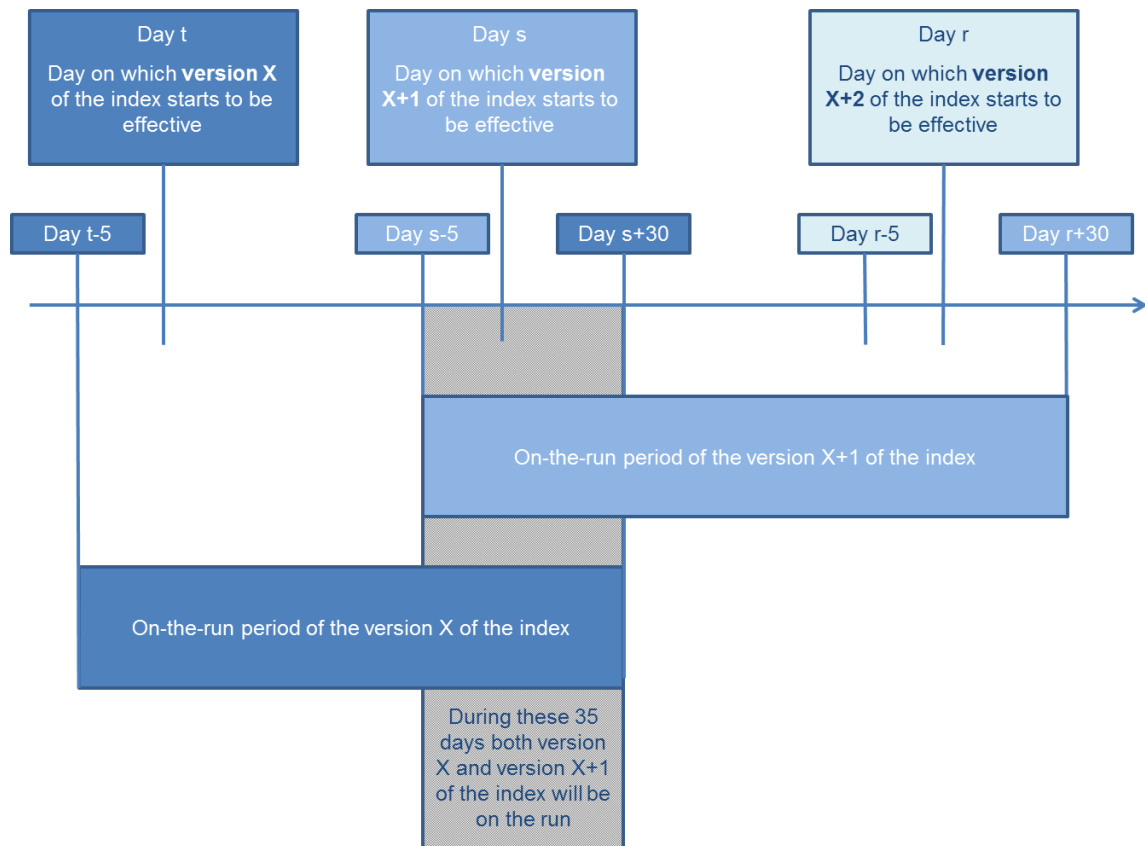 Day t
Day on which version X
of the index starts to be
effective
Day s
Day on which version
X+1 of the index starts to
be effective
Day r
Day on which version
X+2 of the index starts to
be effective
Day t-5
Day s-5
Day s+30
Day r-5
Day r+30
On-the-run period of the version X+1 of the index
On-the-run period of the version X of the index
During these 35
days both version
X and version X+1
of the index will be
on the run